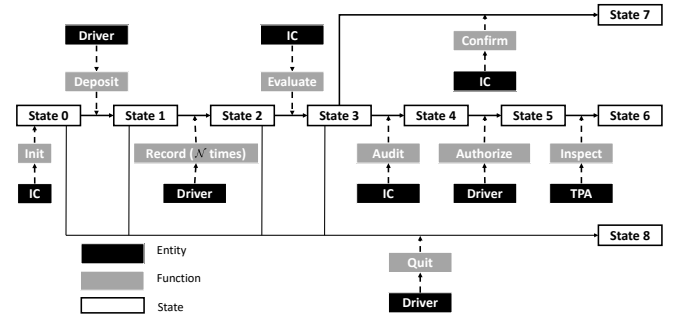 State 7
Driver
IC
Confirm
Deposit
Evaluate
IC
State 0
State 1
State 2
State 3
State 4
State 5
State 6
Init
Record (𝒩 times)
Audit
Authorize
Inspect
IC
Driver
IC
Driver
TPA
State 8
Entity
Quit
Function
Driver
State